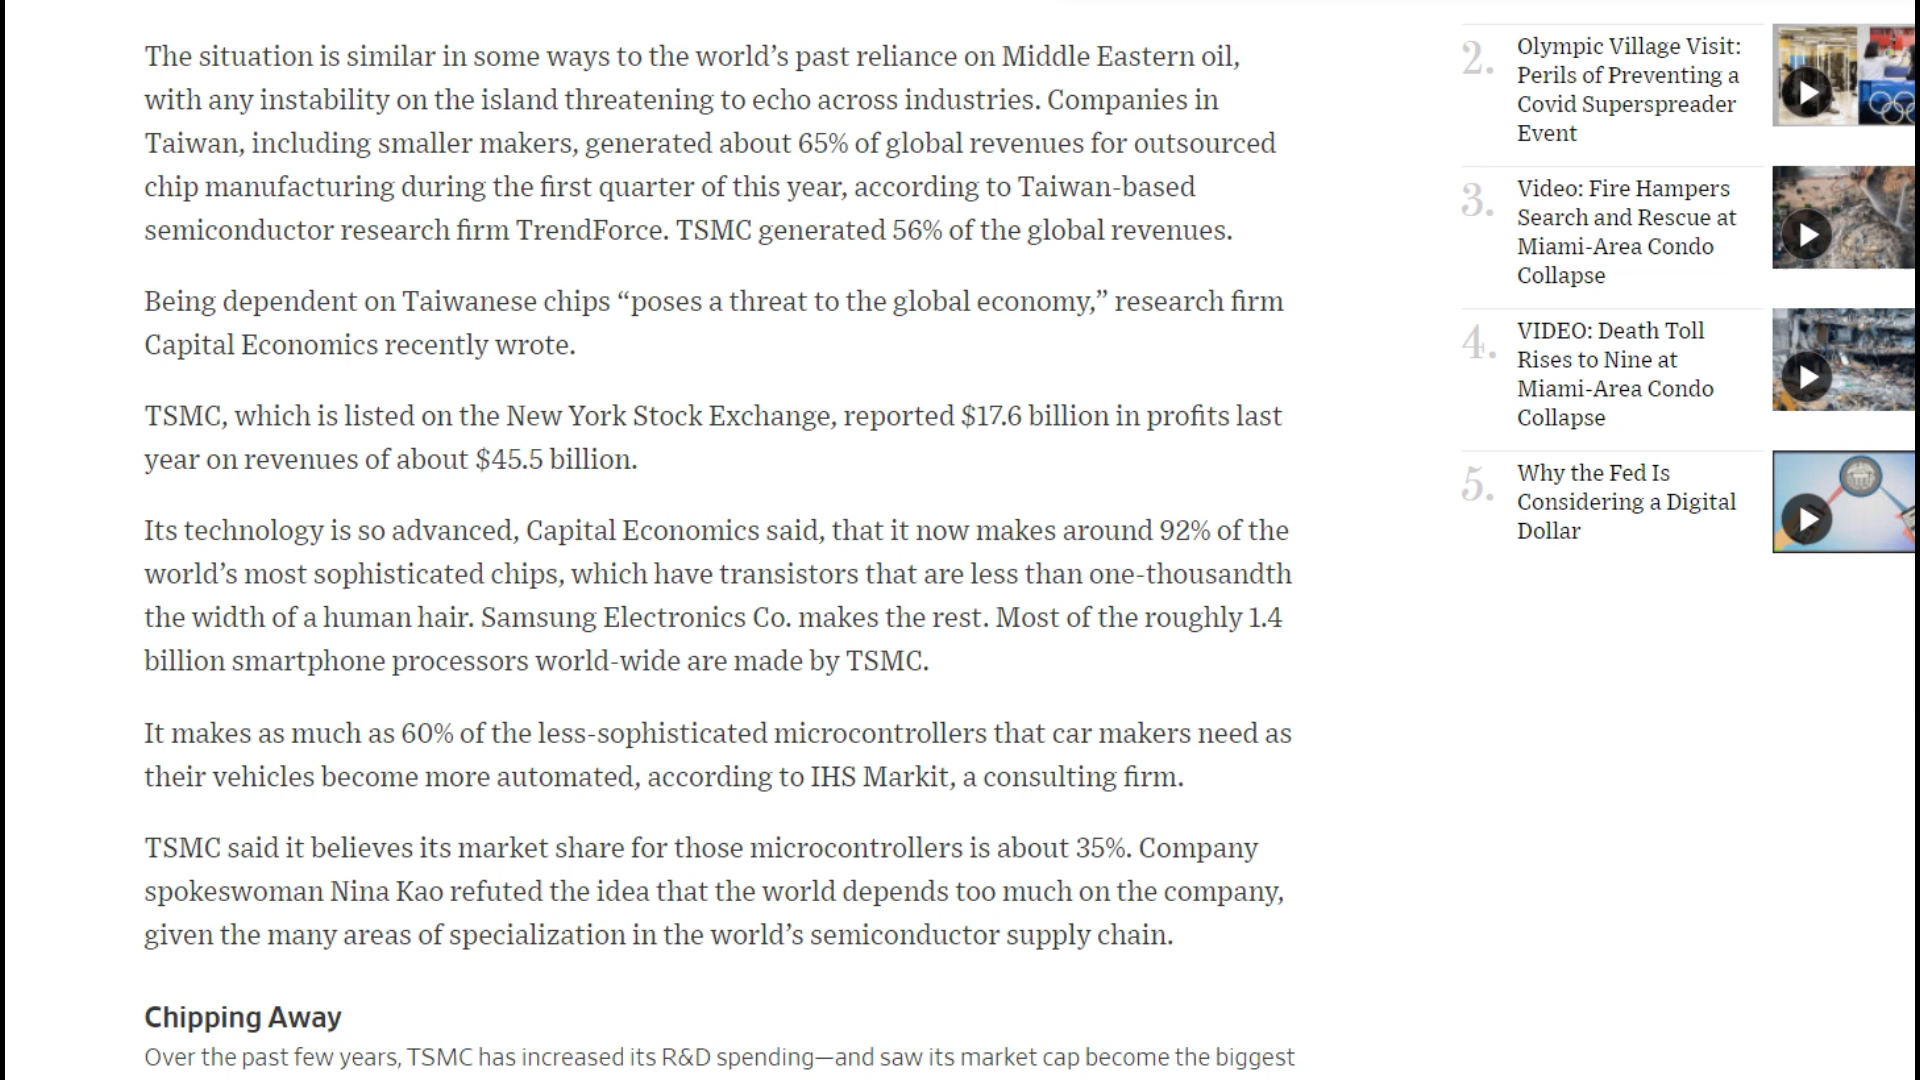 The situation is similar in some ways to the world’s past reliance on Middle Eastern oil,
with any instability on the island threatening to echo across industries. Companies in
Taiwan, including smaller makers, generated about 65% of global revenues for outsourced
chip manufacturing during the first quarter of this year, according to Taiwan-based
semiconductor research firm TrendForce. TSMC generated 56% of the global revenues.
Being dependent on Taiwanese chips “poses a threat to the global economy,” research firm
Capital Economics recently wrote.
TSMC, which is listed on the New York Stock Exchange, reported $17.6 billion in profits last
year on revenues of about $45.5 billion.
Its technology is so advanced, Capital Economics said, that it now makes around 92% of the
world’s most sophisticated chips, which have transistors that are less than one-thousandth
the width of a human hair. Samsung Electronics Co. makes the rest. Most of the roughly 1.4
billion smartphone processors world-wide are made by TSMC.
It makes as much as 60% of the less-sophisticated microcontrollers that car makers need as
their vehicles become more automated, according to IHS Markit, a consulting firm.
TSMC said it believes its market share for those microcontrollers is about 35%. Company
spokeswoman Nina Kao refuted the idea that the world depends too much on the company,
given the many areas of specialization in the world’s semiconductor supply chain.
Chipping Away
Over the past few years, TSMC has increased its R&D spending—and saw its market cap become the biggest
2.
Olympic Village Visit:
Perils of Preventing a
Covid Superspreader
Event
3.
Video: Fire Hampers
Search and Rescue at
Miami-Area Condo
Collapse
4.
VIDEO: Death Toll
Rises to Nine at
Miami-Area Condo
Collapse
5.
Why the Fed Is
Considering a Digital
Dollar